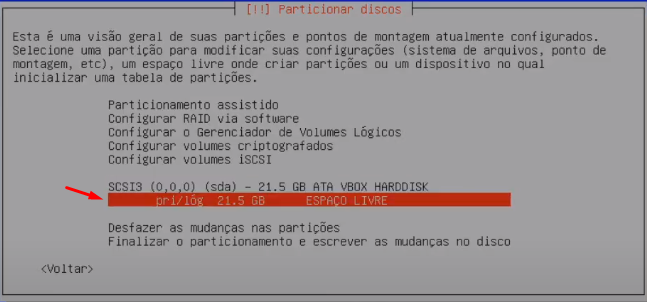 [!!] Particionar discos
Esta é uma visão geral de suas partições e pontos de montagem atualmente configurados.
Selecione uma partição para modificar suas configurações (sistema de arquivos, ponto de
montagem, etc), um espaço livre onde criar partições ou um dispositivo no qual
inicializar uma tabela de partições.
Particionamento assistido
Configurar RAID via software
Configurar o Gerenciador de Volumes Lógicos
Configurar volumes criptografados
Configurar volumes iSCSI
SCSI3 (0,0,0) (sda) - 21.5 GB ATA VBOX HARDDISK
pri/lóg 21.5 GB ESPAÇO LIVRE
Desfazer as mudanças nas partições
Finalizar o particionamento e escrever as mudanças no disco
<Voltar>